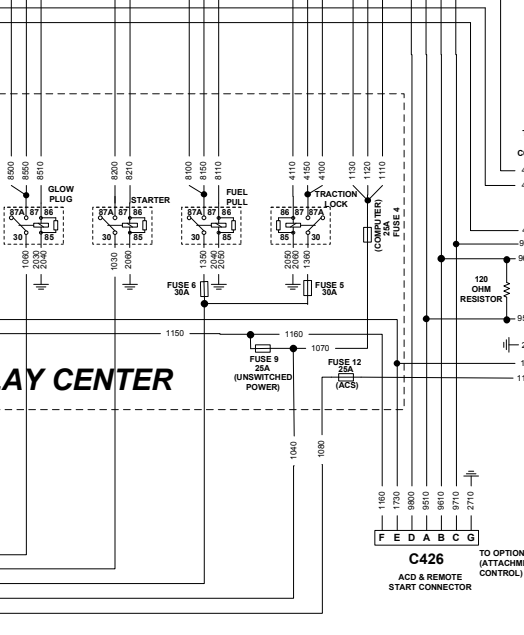 8500 8550 8510 8200 8210 8100 8150 8110 4110 4150 4100 1130 1120 1110
GLOW
PLUG
STARTER
FUEL
PULL
TRACTION
LOCK
87A 87 86
30 85
87A 87 86
30 85
87A 87 86
30 85
86 87 87A
85 30
(COMPUTER)
25A
FUSE 4
1060 2030 2040 1030 2060 1350 2040 2050 2050 2060 1360
FUSE 6
30A
FUSE 5
30A
120
OHM
RESISTOR
1150 1160
1070
FUSE 9
25A
(UNSWITCHED
POWER)
FUSE 12
25A
(ACS)
LAY CENTER
1040 1080
1160 1730 9800 9510 9610 9710 2710
F E D A B C G
C426
ACD & REMOTE
START CONNECTOR
TO OPTION
(ATTACHM
CONTROL)